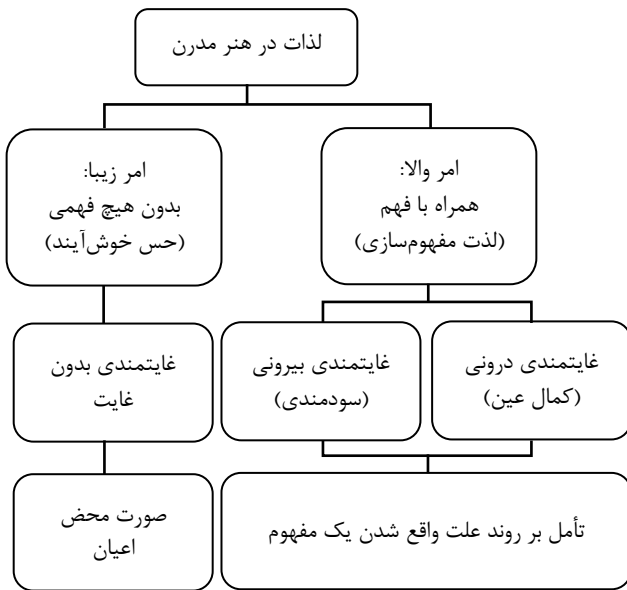 لذات در هنر مدرن
امر والا:
همراه با فهم
(لذت مفهوم‌سازی)
امر زیبا:
بدون هیچ فهمی
(حس خوش‌آیند)
غایتمندی درونی
(کمال عین)
غایتمندی بیرونی
(سودمندی)
غایتمندی بدون
غایت
تأمل بر روند علت واقع شدن یک مفهوم
صورت محض
اعیان